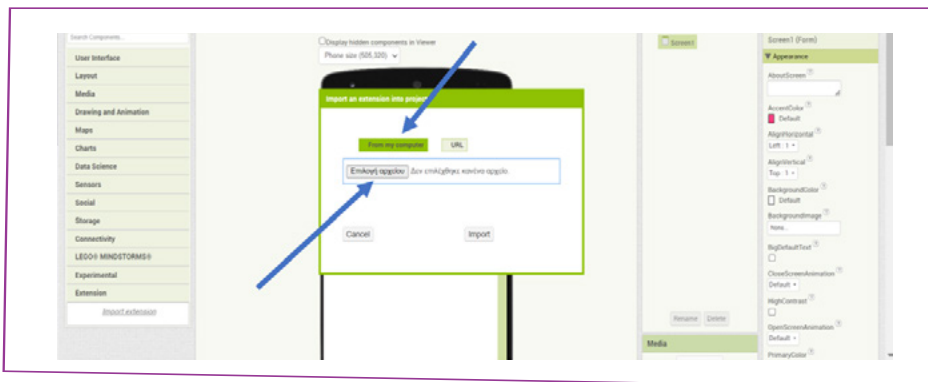 Search Components...
User Interface
Layout
Media
Drawing and Animation
Maps
Charts
Data Science
Sensors
Social
Storage
Connectivity
LEGO® MINDSTORMS®
Experimental
Extension
Import extension
Display hidden components in Viewer
Phone size (505,320)
Import an extension into project
From my computer
URL
Επιλογή αρχείου Δεν επιλέχθηκε κανένα αρχείο.
Cancel
Import
Screen1
Rename
Delete
Media
Screen1 (Form)
Appearance
AboutScreen
AccentColor
Default
AlignHorizontal
Left : 1
AlignVertical
Top : 1
BackgroundColor
Default
BackgroundImage
None...
BigDefaultText
CloseScreenAnimation
Default
HighContrast
OpenScreenAnimation
Default
PrimaryColor